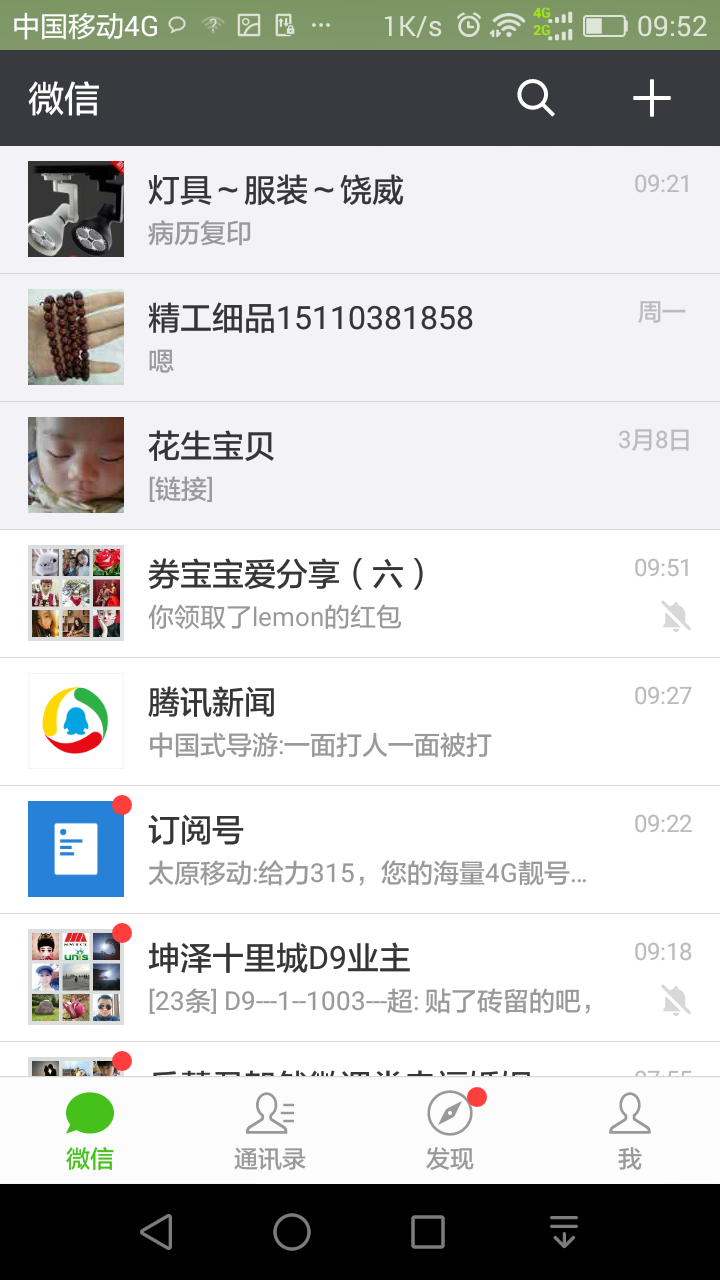 中国移动4G 1K/s 4G 2G 09:52
微信
灯具～服装～饶威 09:21
病历复印
精工细品15110381858 周一
嗯
花生宝贝 3月8日
[链接]
券宝宝爱分享（六） 09:51
你领取了lemon的红包
腾讯新闻 09:27
中国式导游:一面打人一面被打
订阅号 09:22
太原移动:给力315，您的海量4G靓号...
坤泽十里城D9业主 09:18
[23条] D9---1--1003---超: 贴了砖留的吧，
07:55
微信 通讯录 发现 我